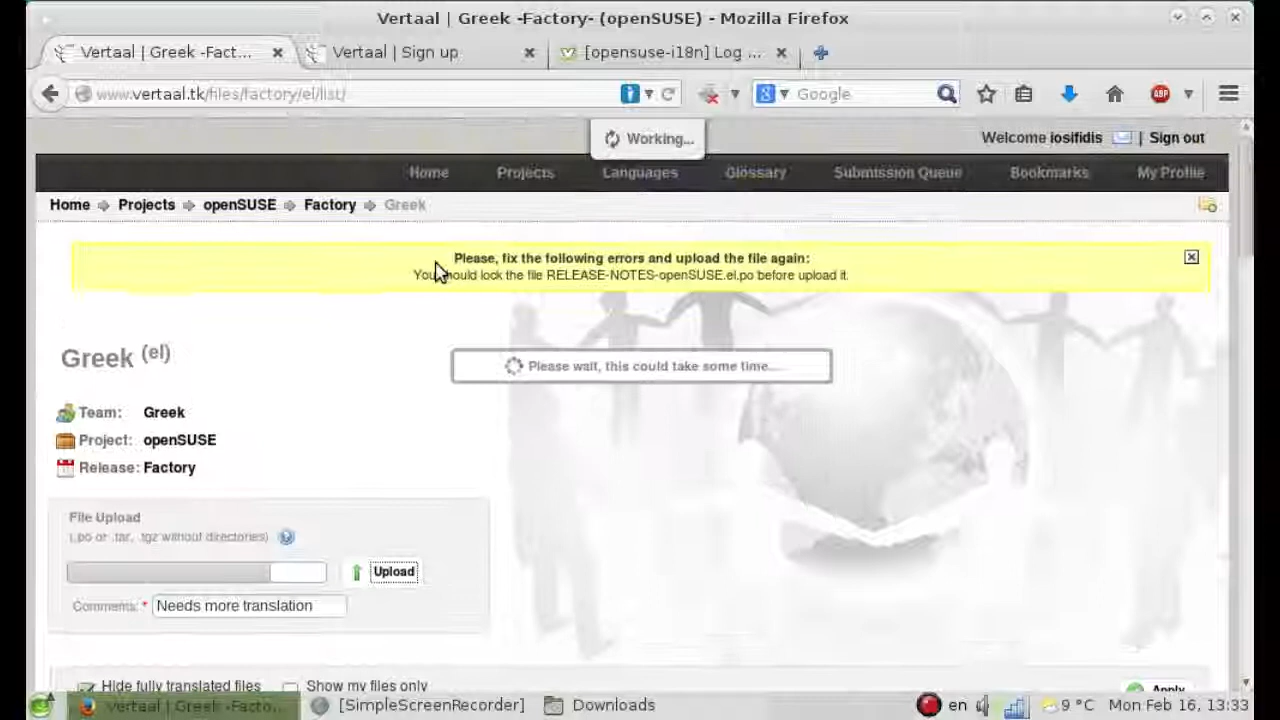 Vertaal | Greek -Factory- (openSUSE) - Mozilla Firefox
Vertaal | Greek -Fact...
Vertaal | Sign up
[opensuse-i18n] Log ...
www.vertaal.tk/files/factory/el/list/
Google
ABP
Working...
Welcome iosifidis | Sign out
Home Projects Languages Glossary Submission Queue Bookmarks My Profile
Home Projects openSUSE Factory Greek
Please, fix the following errors and upload the file again:
You should lock the file RELEASE-NOTES-openSUSE.el.po before upload it.
Greek (el)
Please wait, this could take some time...
Team: Greek
Project: openSUSE
Release: Factory
File Upload
(.po or .tar, .tgz without directories)
Upload
Comments: * Needs more translation
Hide fully translated files
Show my files only
Apply
Vertaal | Greek -Facto...
[SimpleScreenRecorder]
Downloads
en
9 °C
Mon Feb 16, 13:33